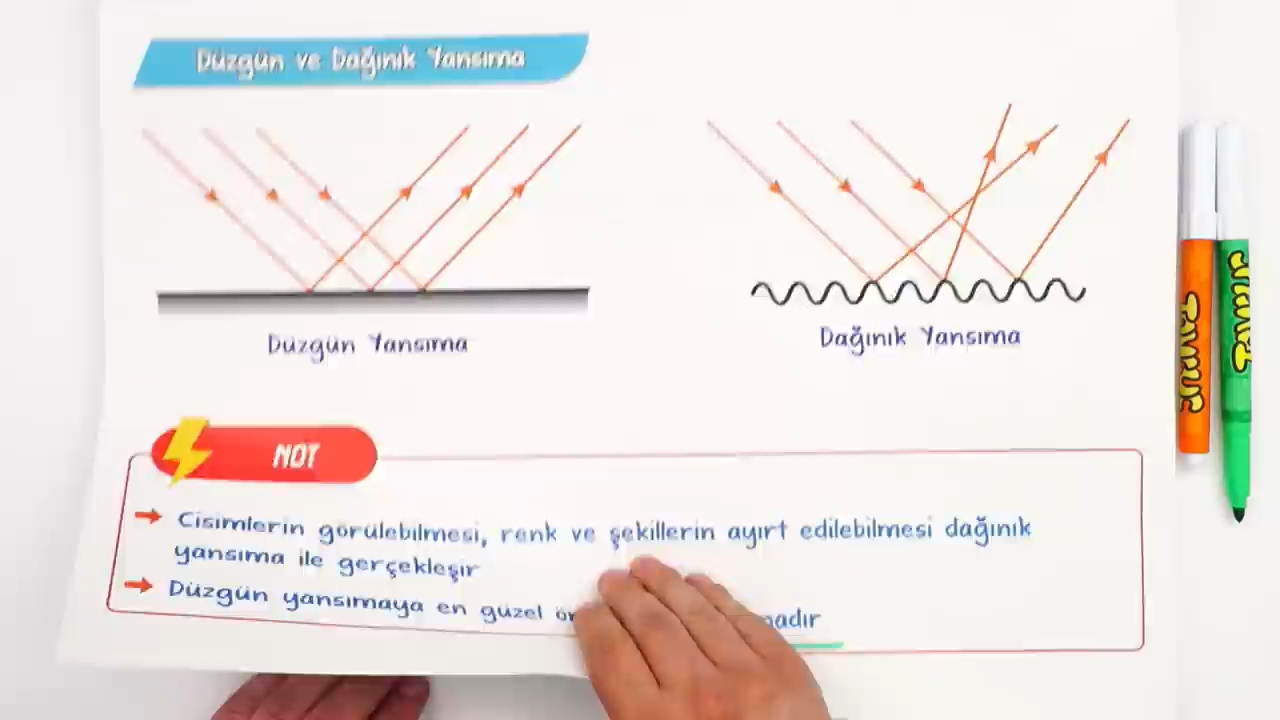 Düzgün ve Dağınık Yansıma
Düzgün Yansıma
Dağınık Yansıma
NOT
Cisimlerin görülebilmesi, renk ve şekillerin ayırt edilebilmesi dağınık
yansıma ile gerçekleşir
Düzgün yansımaya en güzel